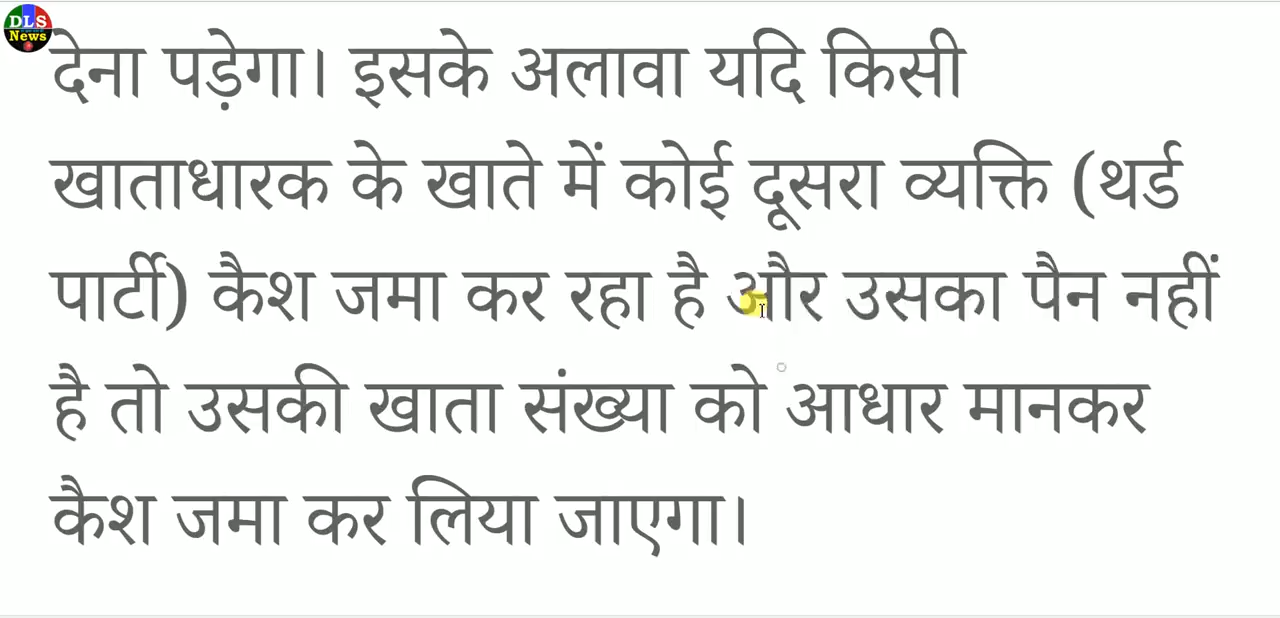 DLS
News
देना पड़ेगा। इसके अलावा यदि किसी
खाताधारक के खाते में कोई दूसरा व्यक्ति (थर्ड
पार्टी) कैश जमा कर रहा है और उसका पैन नहीं
है तो उसकी खाता संख्या को आधार मानकर
कैश जमा कर लिया जाएगा।